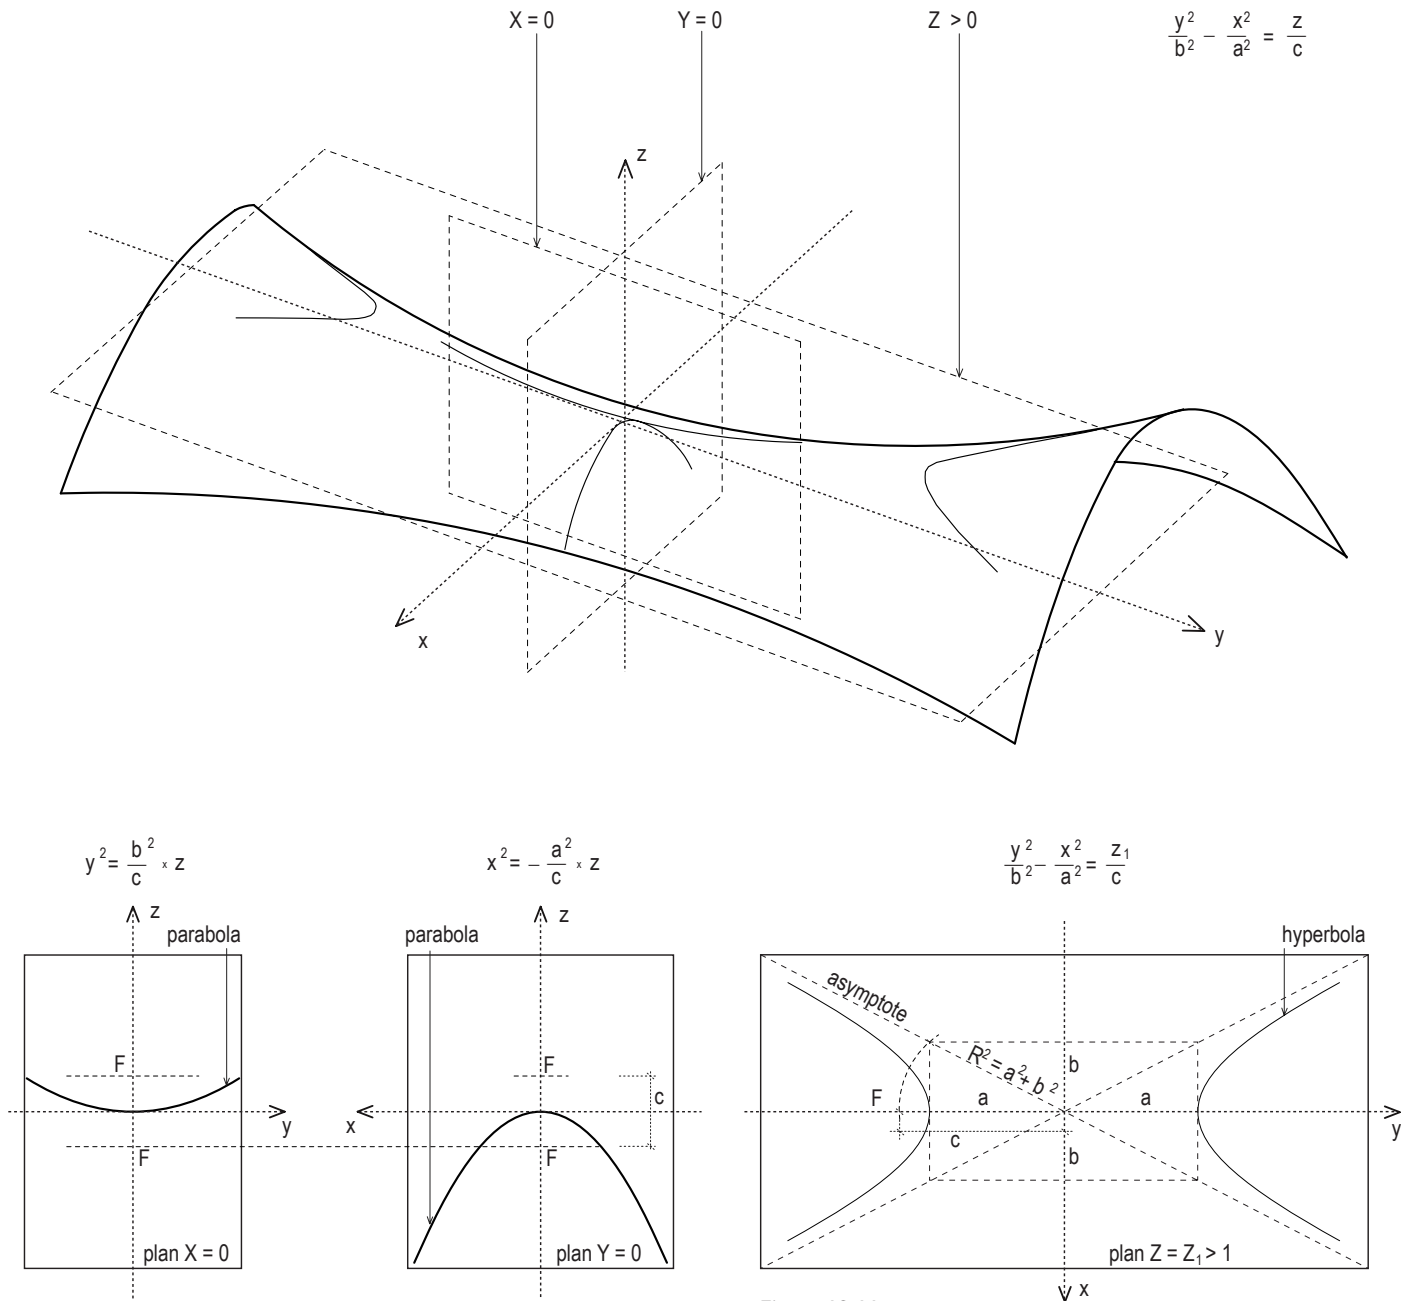 X = 0 Y = 0 Z > 0
y²/b² - x²/a² = z/c
z
x
y
y² = b²/c × z
x² = - a²/c × z
y²/b² - x²/a² = z₁/c
z
parabola
F
y
F
plan X = 0
z
parabola
F
c
x
F
plan Y = 0
hyperbola
asymptote
R² = a² + b²
b
F
a
a
y
c
b
plan Z = Z₁ > 1
x